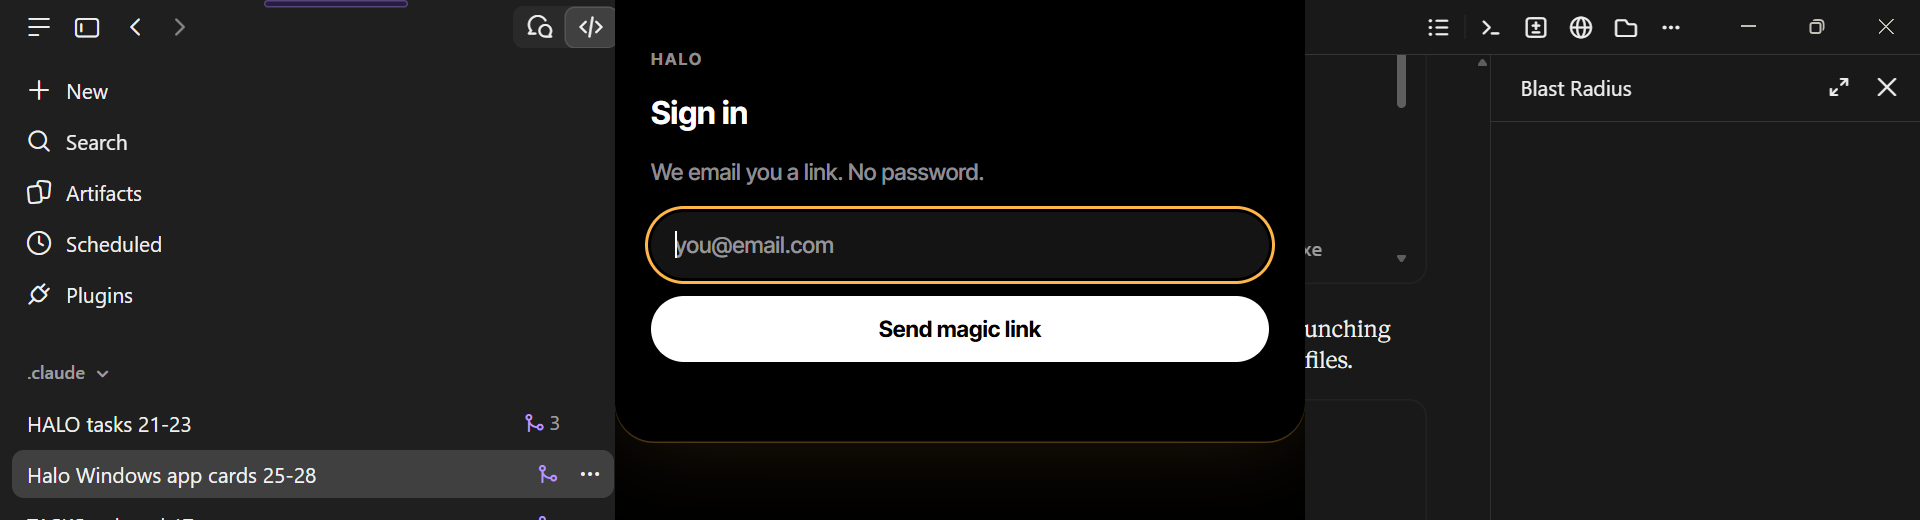 New
Search
Artifacts
Scheduled
Plugins
.claude
HALO tasks 21-23
3
Halo Windows app cards 25-28
HALO
Sign in
We email you a link. No password.
you@email.com
Send magic link
xe
unching
files.
Blast Radius